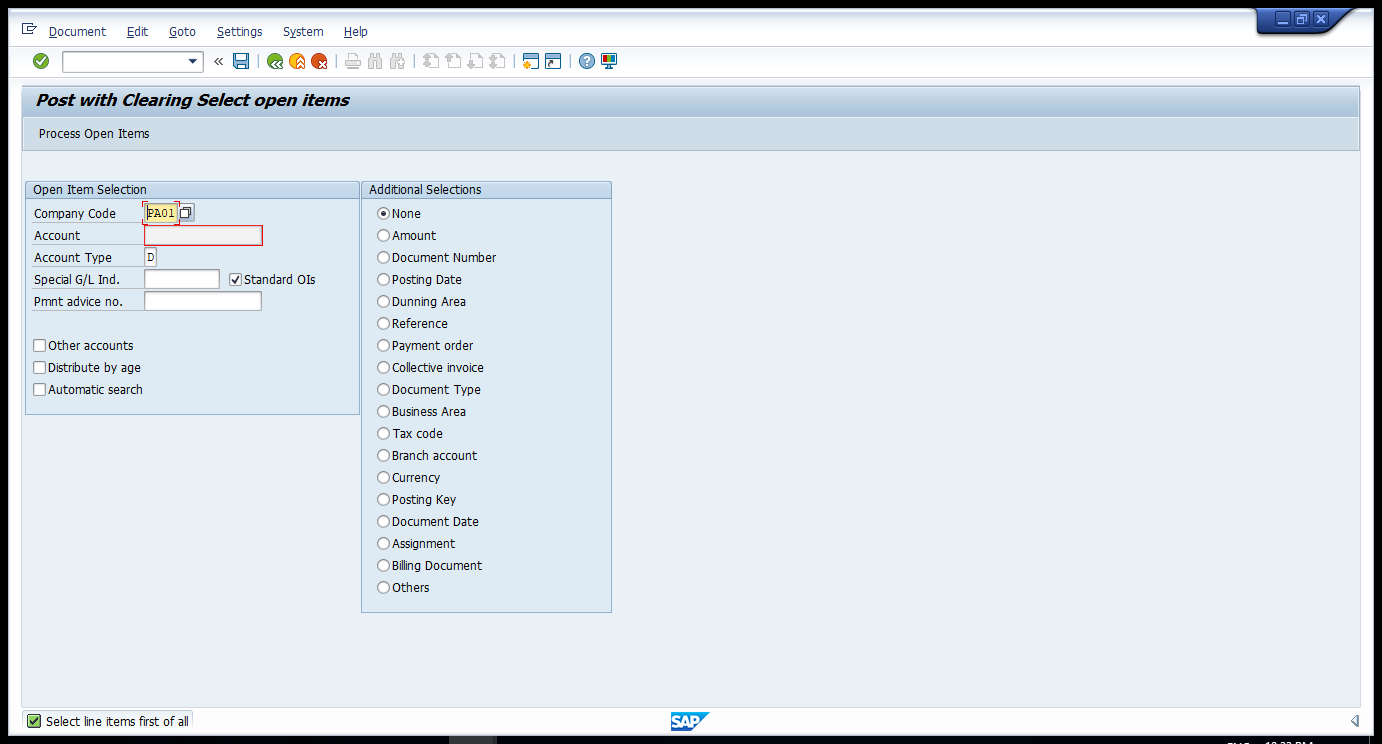 Document Edit Goto Settings System Help
Post with Clearing Select open items
Process Open Items
Open Item Selection
Company Code PA01
Account
Account Type D
Special G/L Ind. Standard OIs
Pmnt advice no.
Other accounts
Distribute by age
Automatic search
Additional Selections
None
Amount
Document Number
Posting Date
Dunning Area
Reference
Payment order
Collective invoice
Document Type
Business Area
Tax code
Branch account
Currency
Posting Key
Document Date
Assignment
Billing Document
Others
Select line items first of all
SAP